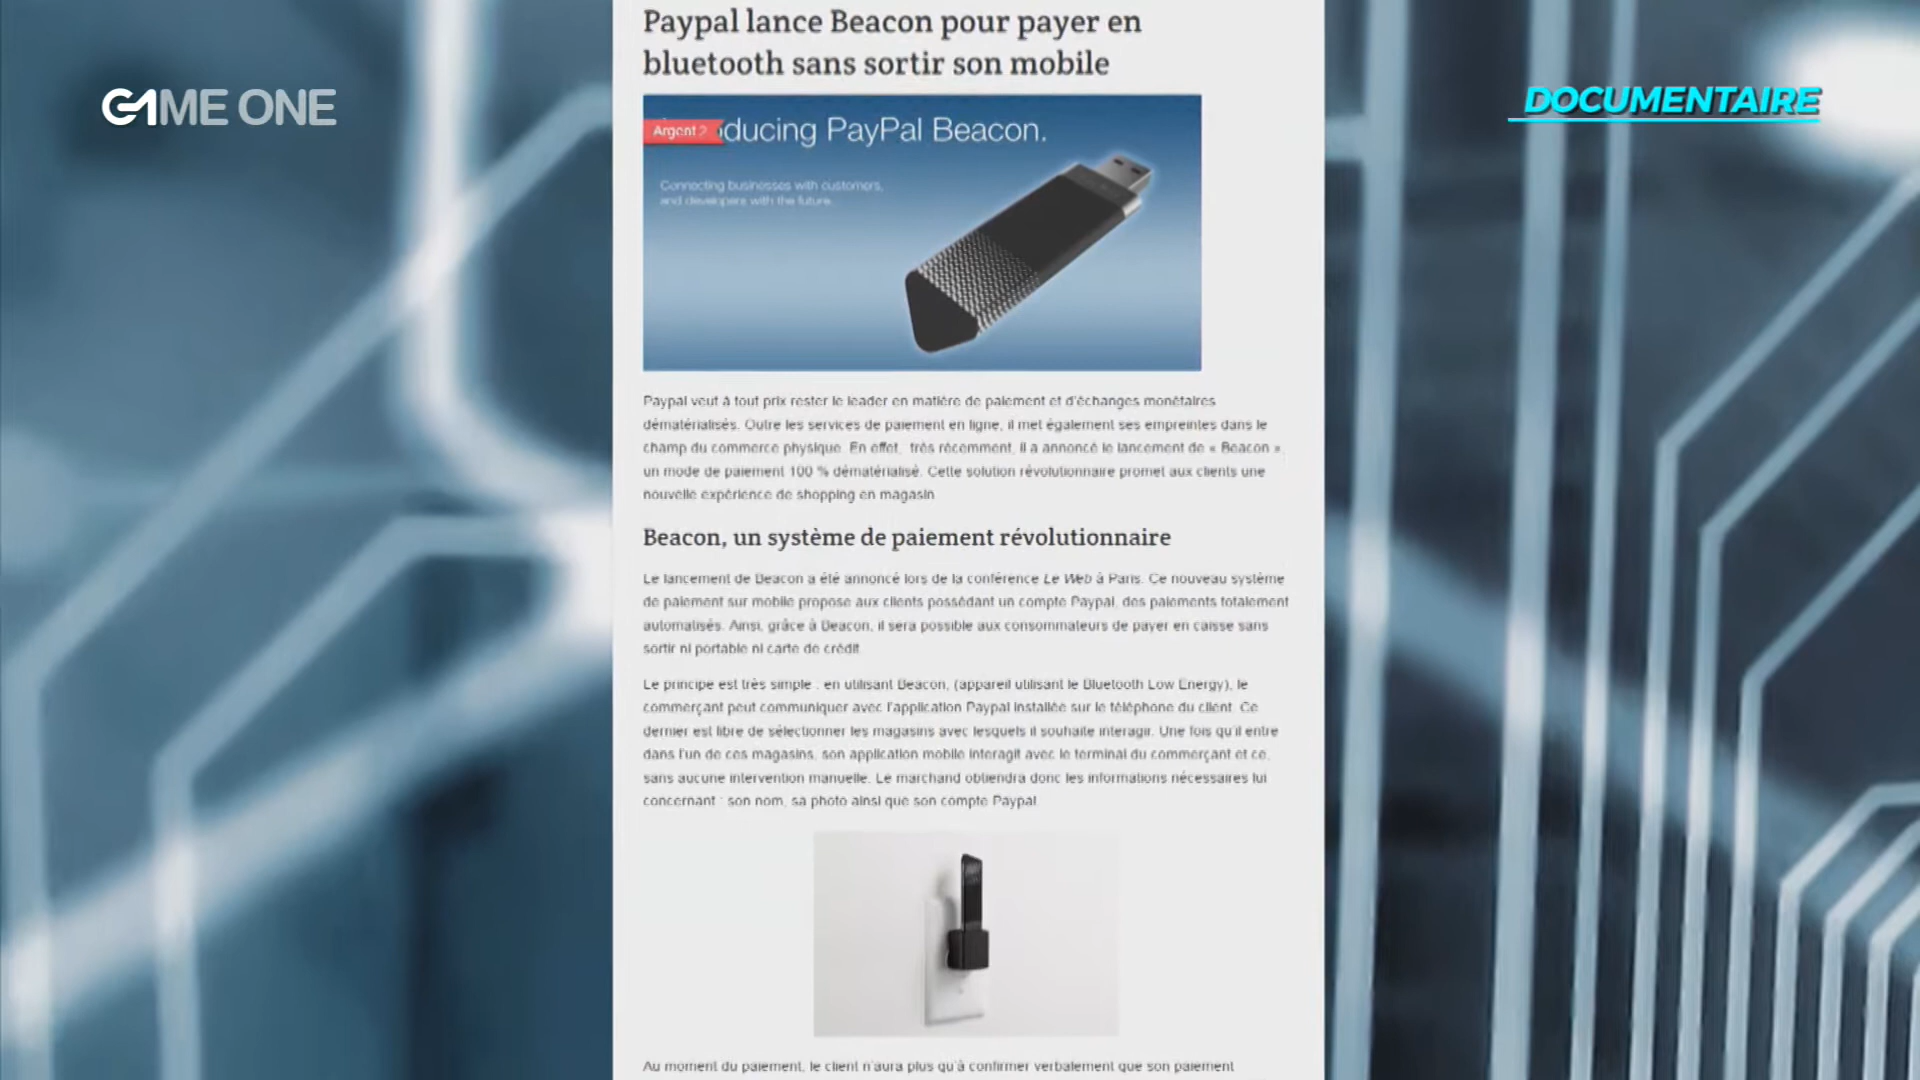 Paypal lance Beacon pour payer en
bluetooth sans sortir son mobile
GAME ONE
DOCUMENTAIRE
Argent
ducing PayPal Beacon.
Connecting businesses with customers,
and developers with the future.
Paypal veut à tout prix rester le leader en matière de paiement et d'échanges monétaires
dématérialisés. Outre les services de paiement en ligne, il met également ses empreintes dans le
champ du commerce physique. En effet, très récemment, il a annoncé le lancement de « Beacon »,
un mode de paiement 100 % dématérialisé. Cette solution révolutionnaire promet aux clients une
nouvelle expérience de shopping en magasin
Beacon, un système de paiement révolutionnaire
Le lancement de Beacon a été annoncé lors de la conférence Le Web à Paris. Ce nouveau système
de paiement sur mobile propose aux clients possédant un compte Paypal, des paiements totalement
automatisés. Ainsi, grâce à Beacon, il sera possible aux consommateurs de payer en caisse sans
sortir ni portable ni carte de crédit.
Le principe est très simple : en utilisant Beacon, (appareil utilisant le Bluetooth Low Energy), le
commerçant peut communiquer avec l'application Paypal installée sur le téléphone du client. Ce
dernier est libre de sélectionner les magasins avec lesquels il souhaite interagir. Une fois qu'il entre
dans l'un de ces magasins, son application mobile interagit avec le terminal du commerçant et ce,
sans aucune intervention manuelle. Le marchand obtiendra donc les informations nécessaires lui
concernant : son nom, sa photo ainsi que son compte Paypal.
Au moment du paiement, le client n'aura plus qu'à confirmer verbalement que son paiement